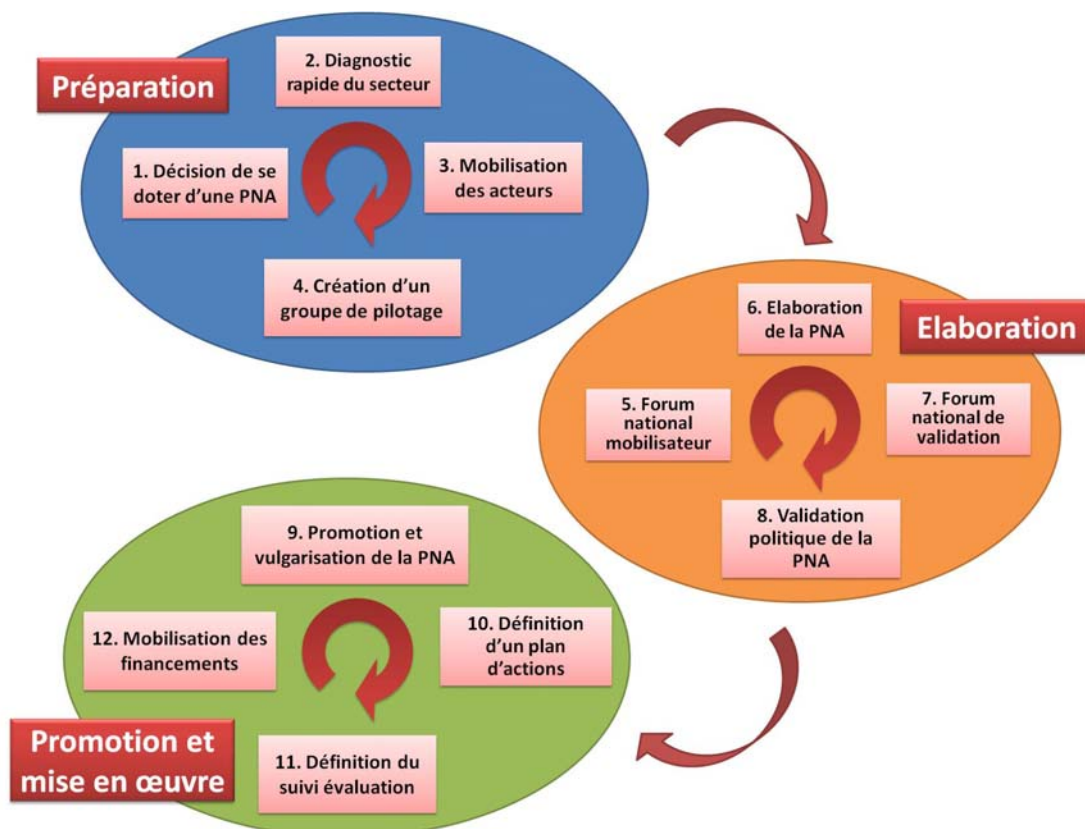 Préparation
2. Diagnostic
rapide du secteur
1. Décision de se
doter d’une PNA
3. Mobilisation
des acteurs
4. Création d’un
groupe de pilotage
Elaboration
6. Elaboration
de la PNA
5. Forum
national
mobilisateur
7. Forum
national de
validation
8. Validation
politique de la
PNA
9. Promotion et
vulgarisation de la PNA
12. Mobilisation des
financements
10. Définition
d’un plan
d’actions
11. Définition du
suivi évaluation
Promotion et
mise en œuvre